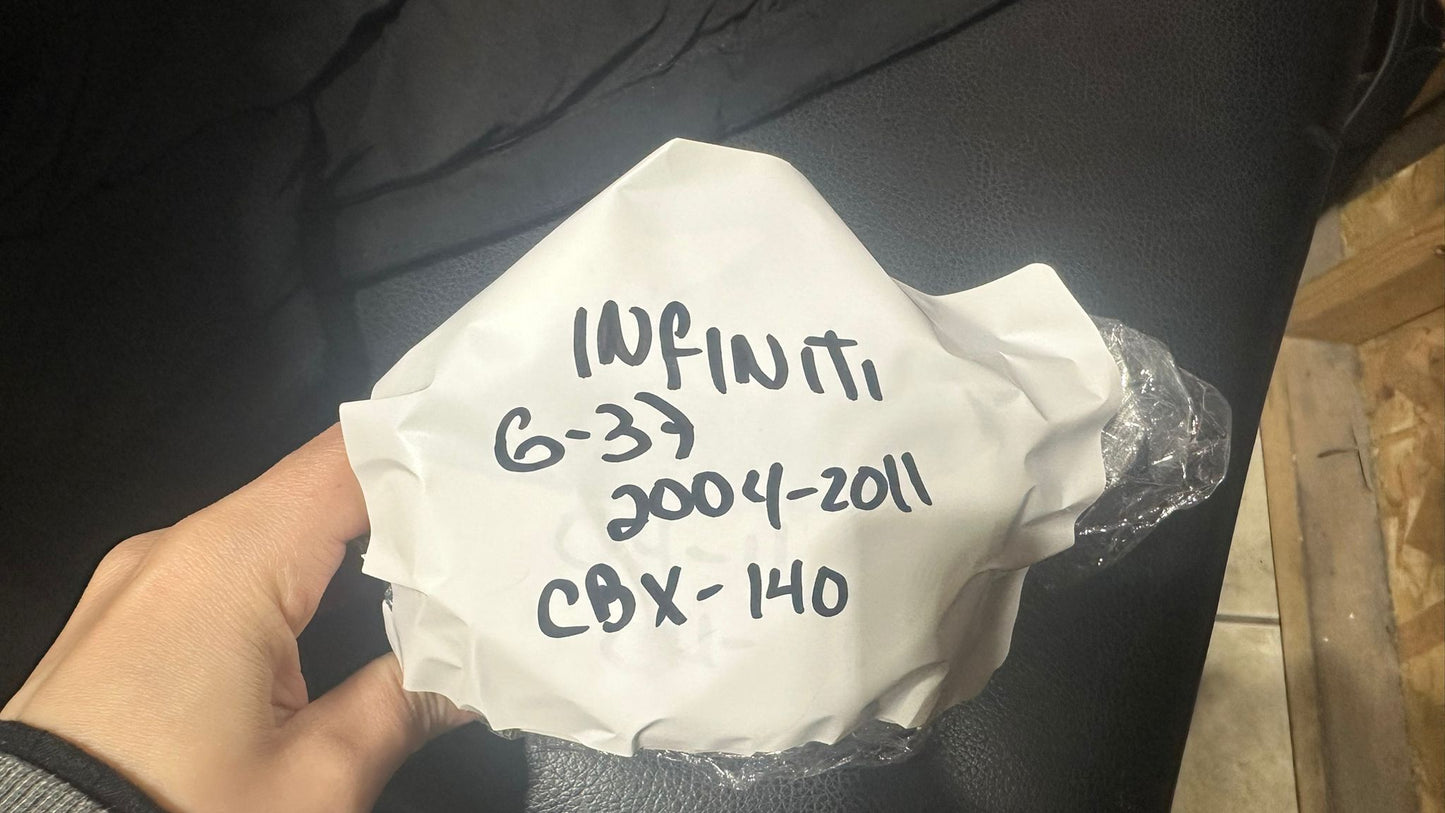 INFINITI
G-37
2004-2011
CBX-140